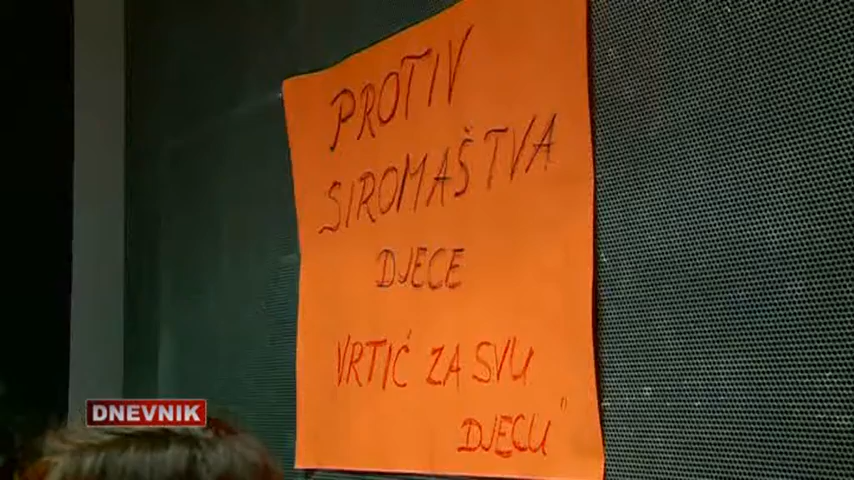 PROTIV
SIROMAŠTVA
DJECE
VRTIĆ ZA SVU
DJECU"
DNEVNIK